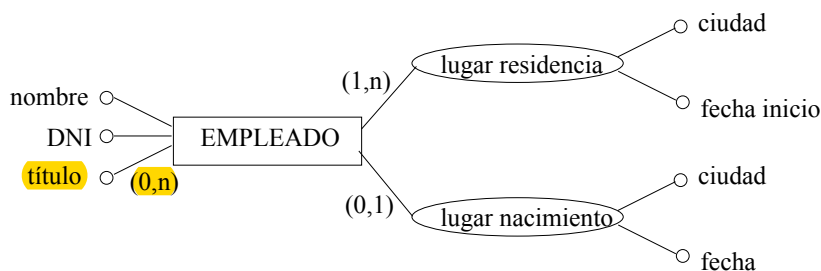 nombre
DNI
título
(0,n)
EMPLEADO
(1,n)
lugar residencia
ciudad
fecha inicio
(0,1)
lugar nacimiento
ciudad
fecha